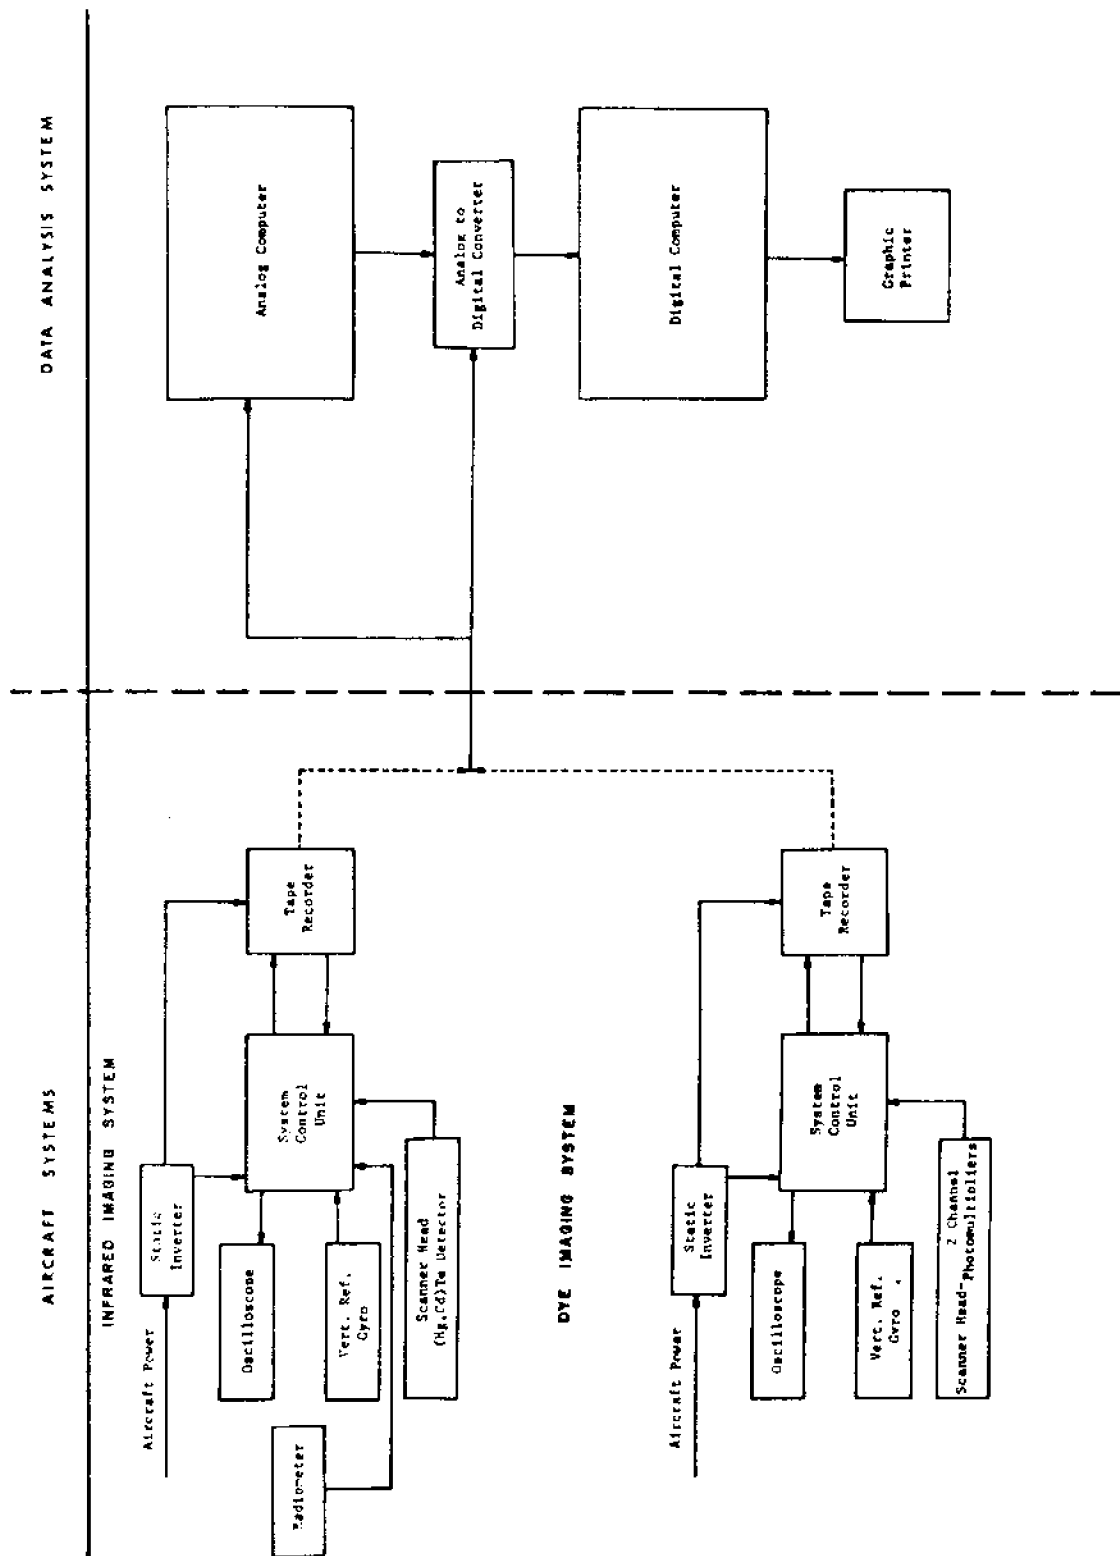 AIRCRAFT SYSTEMS
DATA ANALYSIS SYSTEM
INFRARED IMAGING SYSTEM
Aircraft Power
Static
Inverter
Tape
Recorder
Radiometer
Oscilloscope
System
Control
Unit
Vert. Ref.
Gyro
Scanner Head
(Hg,Cd)Te Detector
DYE IMAGING SYSTEM
Aircraft Power
Static
Inverter
Tape
Recorder
Oscilloscope
System
Control
Unit
Vert. Ref.
Gyro
2 Channel
Scanner Head-Photomultipliers
Analog Computer
Analog to
Digital Converter
Digital Computer
Graphic
Printer